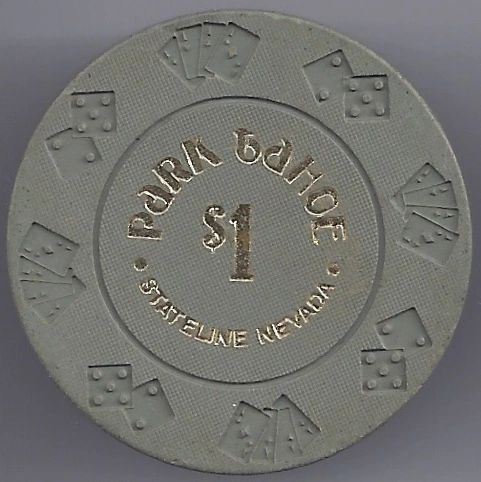 PARK TAHOE
$1
• STATELINE NEVADA •